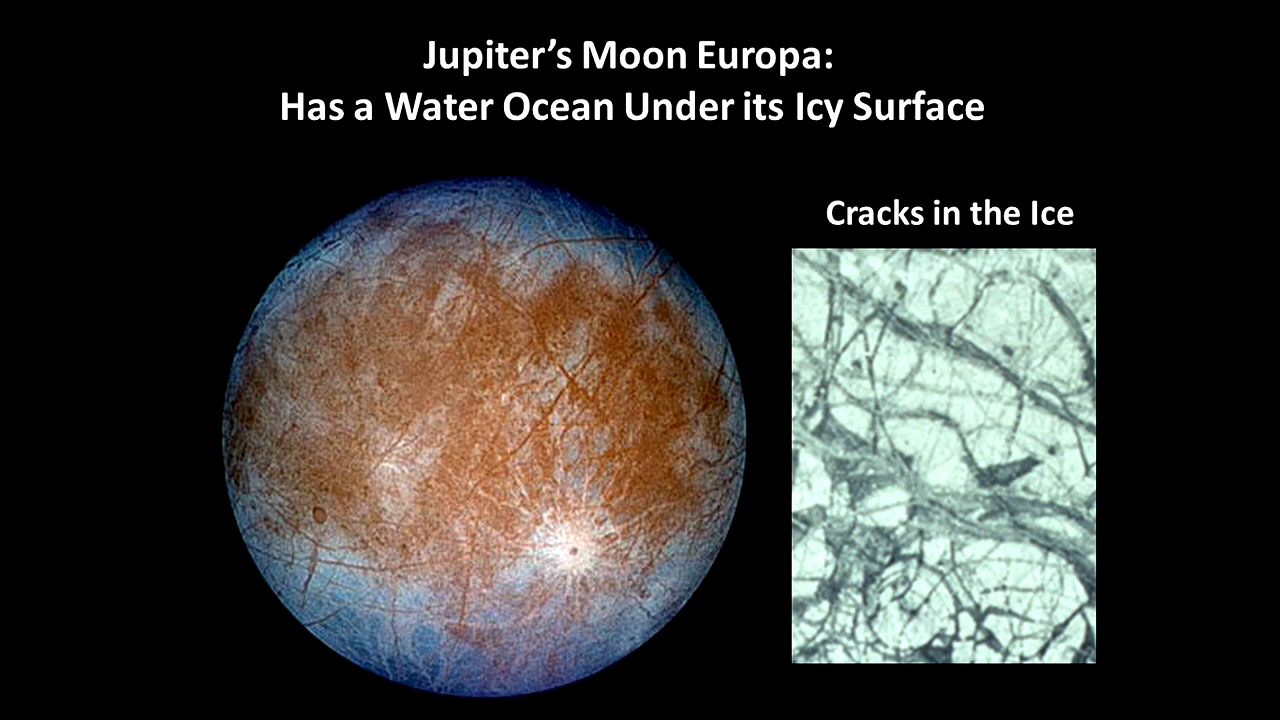 Jupiter’s Moon Europa:
Has a Water Ocean Under its Icy Surface
Cracks in the Ice